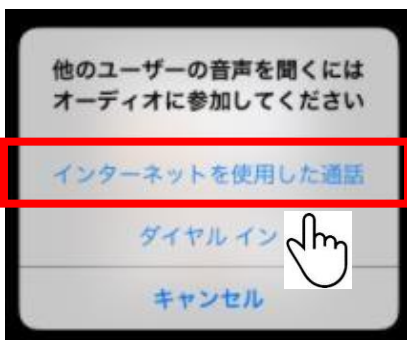 他のユーザーの音声を聞くには
オーディオに参加してください
インターネットを使用した通話
ダイヤル イン
キャンセル